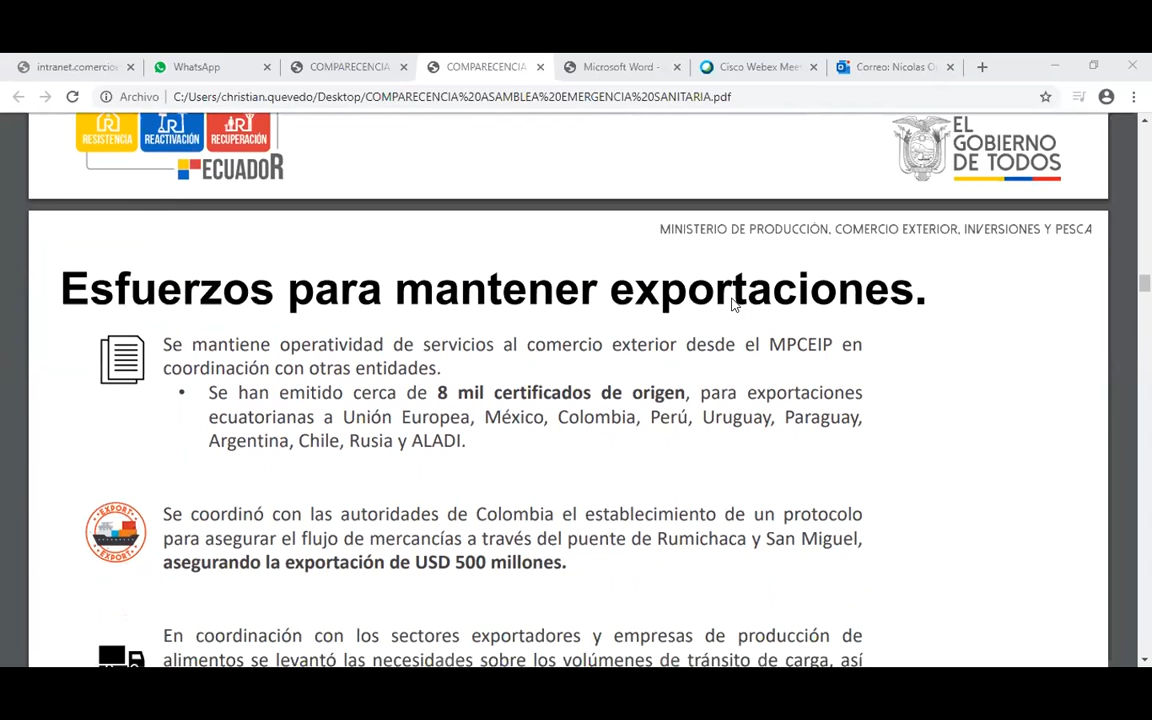 intranet.comercio
WhatsApp
COMPARECENCIA
COMPARECENCIA
Microsoft Word -
Cisco Webex Mee
Correo: Nicolas O
Archivo
C:/Users/christian.quevedo/Desktop/COMPARECENCIA%20ASAMBLEA%20EMERGENCIA%20SANITARIA.pdf
RESISTENCIA
REACTIVACIÓN
RECUPERACIÓN
ECUADOR
EL
GOBIERNO
DE TODOS
MINISTERIO DE PRODUCCIÓN, COMERCIO EXTERIOR, INVERSIONES Y PESCA
Esfuerzos para mantener exportaciones.
Se mantiene operatividad de servicios al comercio exterior desde el MPCEIP en
coordinación con otras entidades.
• Se han emitido cerca de 8 mil certificados de origen, para exportaciones
ecuatorianas a Unión Europea, México, Colombia, Perú, Uruguay, Paraguay,
Argentina, Chile, Rusia y ALADI.
EXPORT
EXPORT
Se coordinó con las autoridades de Colombia el establecimiento de un protocolo
para asegurar el flujo de mercancías a través del puente de Rumichaca y San Miguel,
asegurando la exportación de USD 500 millones.
En coordinación con los sectores exportadores y empresas de producción de
alimentos se levantó las necesidades sobre los volúmenes de tránsito de carga, así